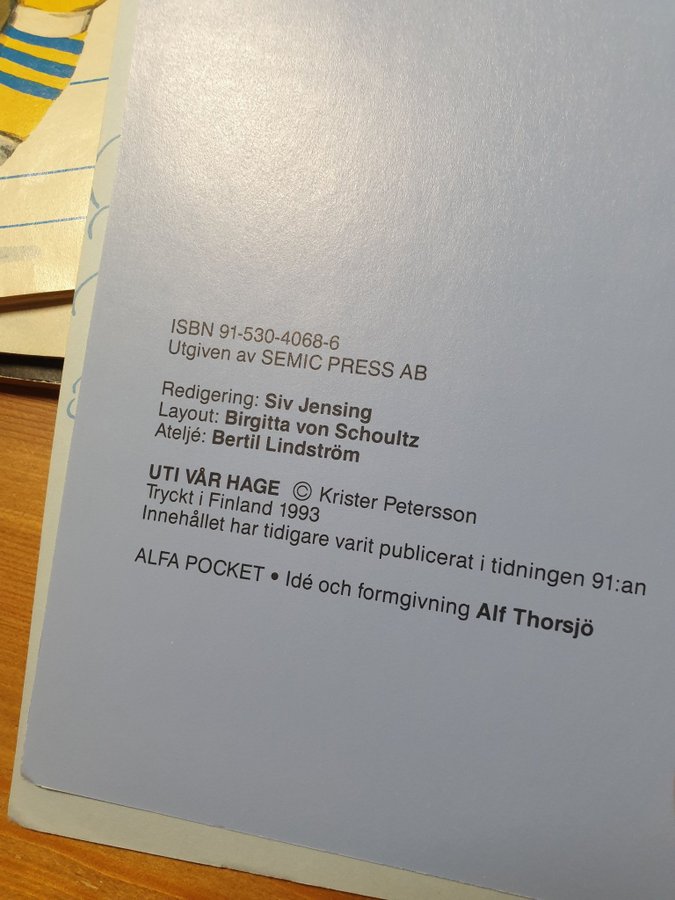 ISBN 91-530-4068-6
Utgiven av SEMIC PRESS AB
Redigering: Siv Jensing
Layout: Birgitta von Schoultz
Ateljé: Bertil Lindström
UTI VÅR HAGE © Krister Petersson
Tryckt i Finland 1993
Innehållet har tidigare varit publicerat i tidningen 91:an
ALFA POCKET • Idé och formgivning Alf Thorsjö